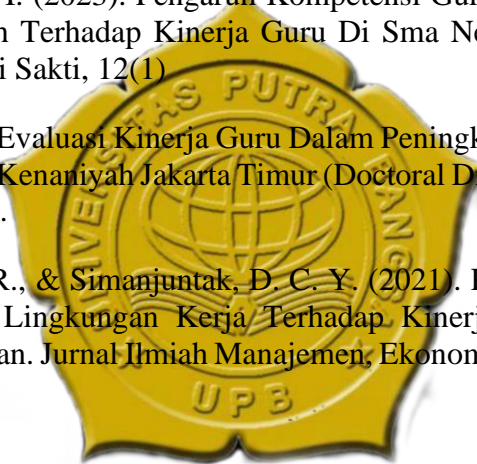 (2023). Pengaruh Kompetensi Gur
Terhadap Kinerja Guru Di Sma Ne
i Sakti, 12(1)
UNIVERSITAS PUTRA BANGSA
Evaluasi Kinerja Guru Dalam Peningk
Kenaniyah Jakarta Timur (Doctoral D
R., & Simanjuntak, D. C. Y. (2021).
Lingkungan Kerja Terhadap Kinerj
an. Jurnal Ilmiah Manajemen, Ekonom
UPB